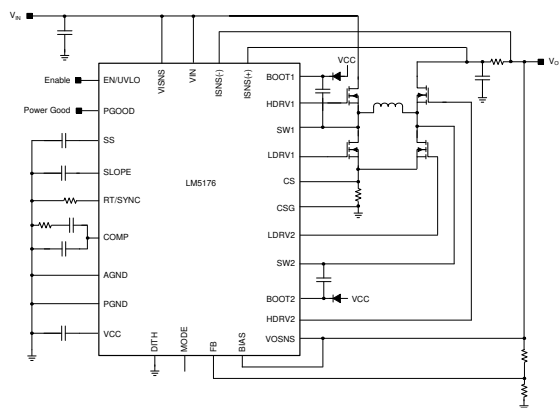 VIN
VCC
VO
Enable
EN/UVLO
VISNS
VIN
ISNS(-)
ISNS(+)
BOOT1
Power Good
PGOOD
HDRV1
SS
SW1
SLOPE
LDRV1
LM5176
RT/SYNC
CS
CSG
COMP
LDRV2
AGND
SW2
PGND
BOOT2
VCC
HDRV2
VCC
VOSNS
DITH
MODE
FB
BIAS